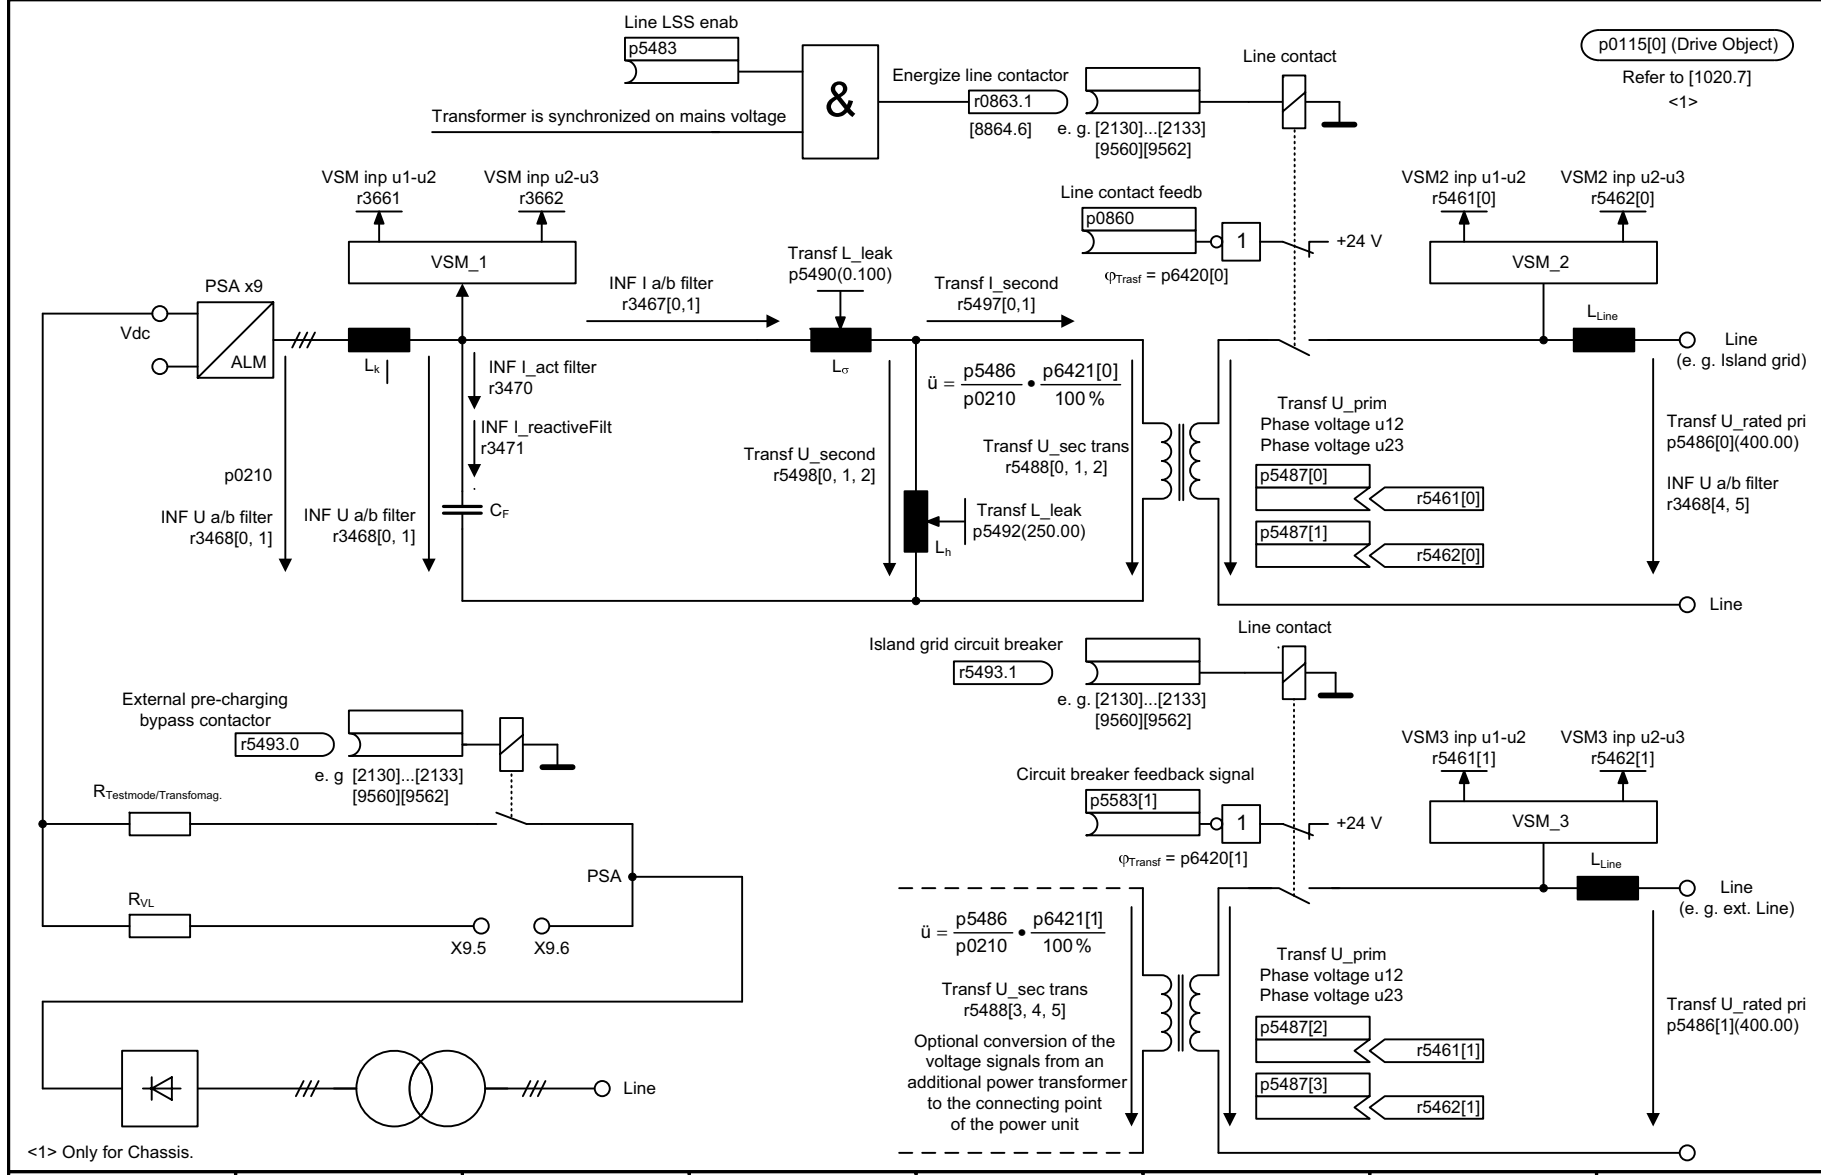 Line LSS enab
p5483
Transformer is synchronized on mains voltage
&
Energize line contactor
r0863.1
[8864.6]
e. g. [2130]...[2133]
[9560][9562]
Line contact
p0115[0] (Drive Object)
Refer to [1020.7]
<1>
VSM inp u1-u2
r3661
VSM inp u2-u3
r3662
VSM_1
Line contact feedb
p0860
1
+24 V
φTrasf = p6420[0]
VSM2 inp u1-u2
r5461[0]
VSM2 inp u2-u3
r5462[0]
VSM_2
PSA x9
Vdc
ALM
Lk
INF I a/b filter
r3467[0,1]
Transf L_leak
p5490(0.100)
Lσ
Transf I_second
r5497[0,1]
LLine
Line
(e. g. Island grid)
INF I_act filter
r3470
INF I_reactiveFilt
r3471
CF
p0210
INF U a/b filter
r3468[0, 1]
INF U a/b filter
r3468[0, 1]
ü = p5486 / p0210 • p6421[0] / 100 %
Transf U_second
r5498[0, 1, 2]
Transf U_sec trans
r5488[0, 1, 2]
Transf L_leak
p5492(250.00)
Lh
Transf U_prim
Phase voltage u12
Phase voltage u23
p5487[0]
r5461[0]
p5487[1]
r5462[0]
Transf U_rated pri
p5486[0](400.00)
INF U a/b filter
r3468[4, 5]
Line
Island grid circuit breaker
r5493.1
e. g. [2130]...[2133]
[9560][9562]
Line contact
External pre-charging
bypass contactor
r5493.0
e. g [2130]...[2133]
[9560][9562]
RTestmode/Transfomag.
RVL
X9.5
X9.6
PSA
Circuit breaker feedback signal
p5583[1]
1
+24 V
φTransf = p6420[1]
VSM3 inp u1-u2
r5461[1]
VSM3 inp u2-u3
r5462[1]
VSM_3
LLine
Line
(e. g. ext. Line)
ü = p5486 / p0210 • p6421[1] / 100 %
Transf U_sec trans
r5488[3, 4, 5]
Optional conversion of the
voltage signals from an
additional power transformer
to the connecting point
of the power unit
Transf U_prim
Phase voltage u12
Phase voltage u23
p5487[2]
r5461[1]
p5487[3]
r5462[1]
Transf U_rated pri
p5486[1](400.00)
Line
<1> Only for Chassis.